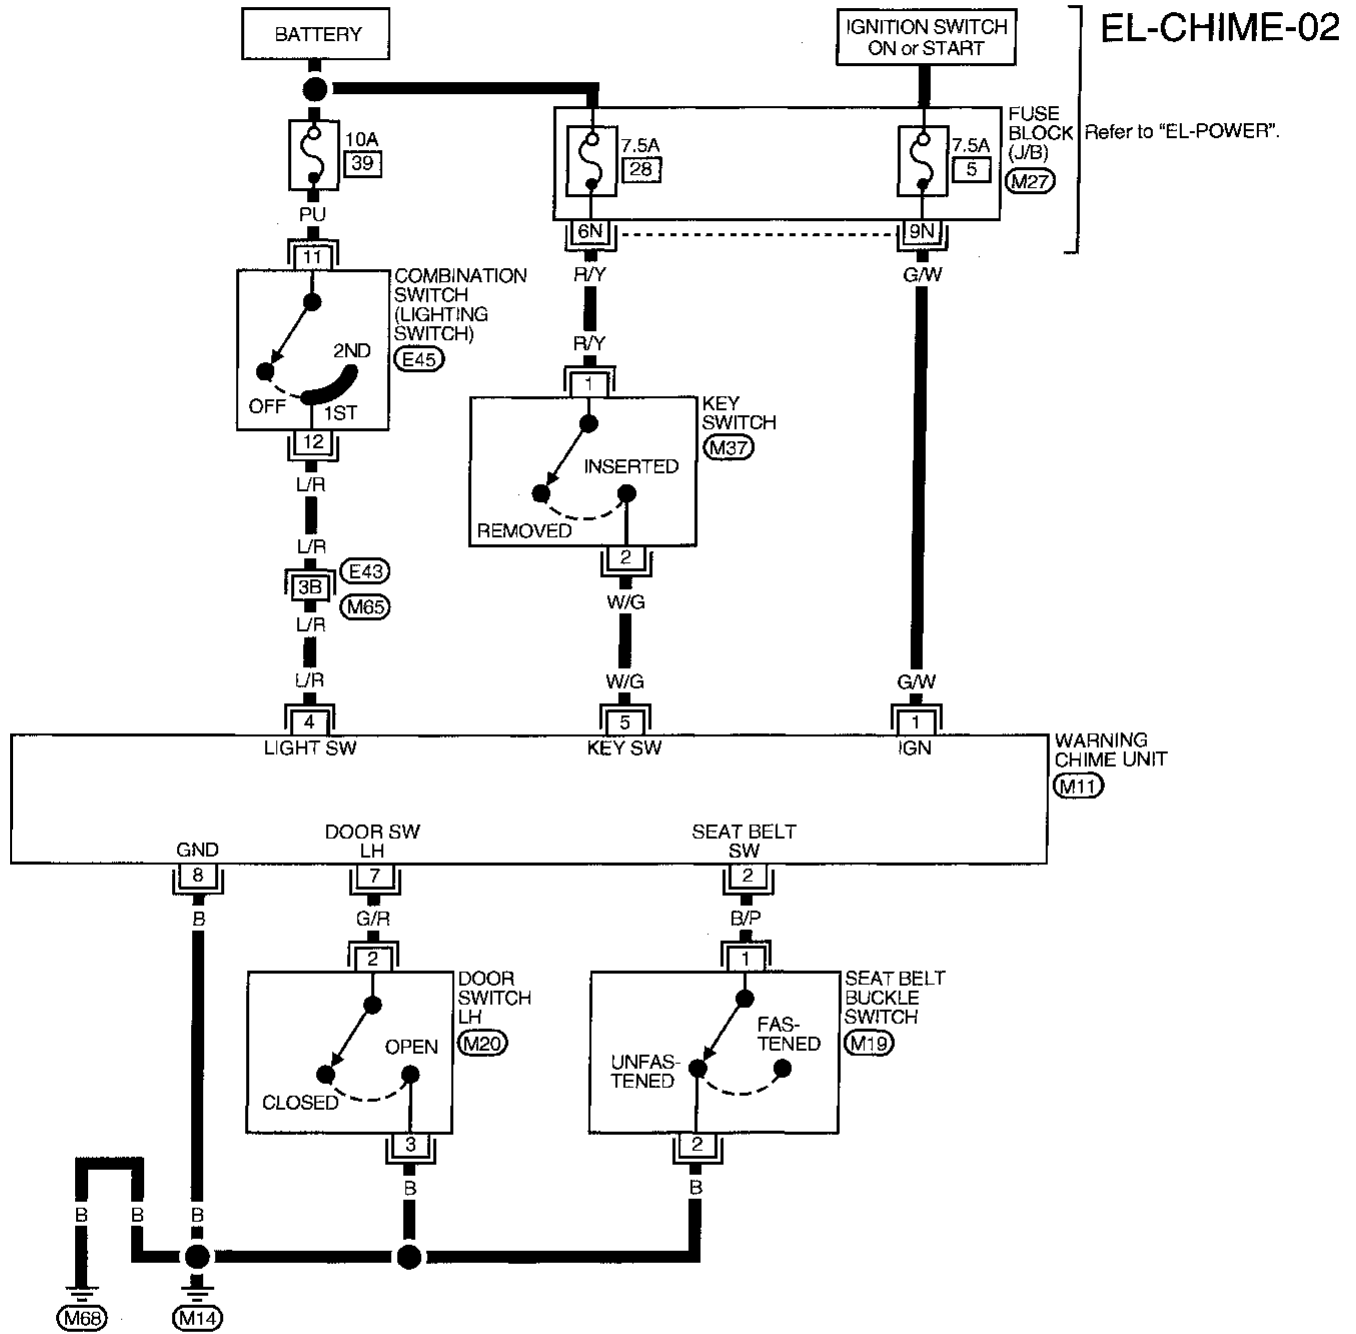 EL-CHIME-02
BATTERY
IGNITION SWITCH
ON or START
10A
39
7.5A
28
7.5A
5
FUSE
BLOCK
(J/B)
M27
Refer to "EL-POWER".
PU
11
6N
9N
R/Y
G/W
COMBINATION
SWITCH
(LIGHTING
SWITCH)
E45
2ND
OFF
1ST
12
R/Y
1
KEY
SWITCH
M37
INSERTED
REMOVED
2
L/R
L/R
3B
E43
M65
L/R
L/R
W/G
W/G
G/W
4
5
1
LIGHT SW
KEY SW
IGN
WARNING
CHIME UNIT
M11
GND
DOOR SW
LH
SEAT BELT
SW
8
7
2
B
G/R
B/P
2
1
DOOR
SWITCH
LH
M20
OPEN
CLOSED
SEAT BELT
BUCKLE
SWITCH
M19
FAS-
TENED
UNFAS-
TENED
3
2
B
B
B
B
B
M68
M14